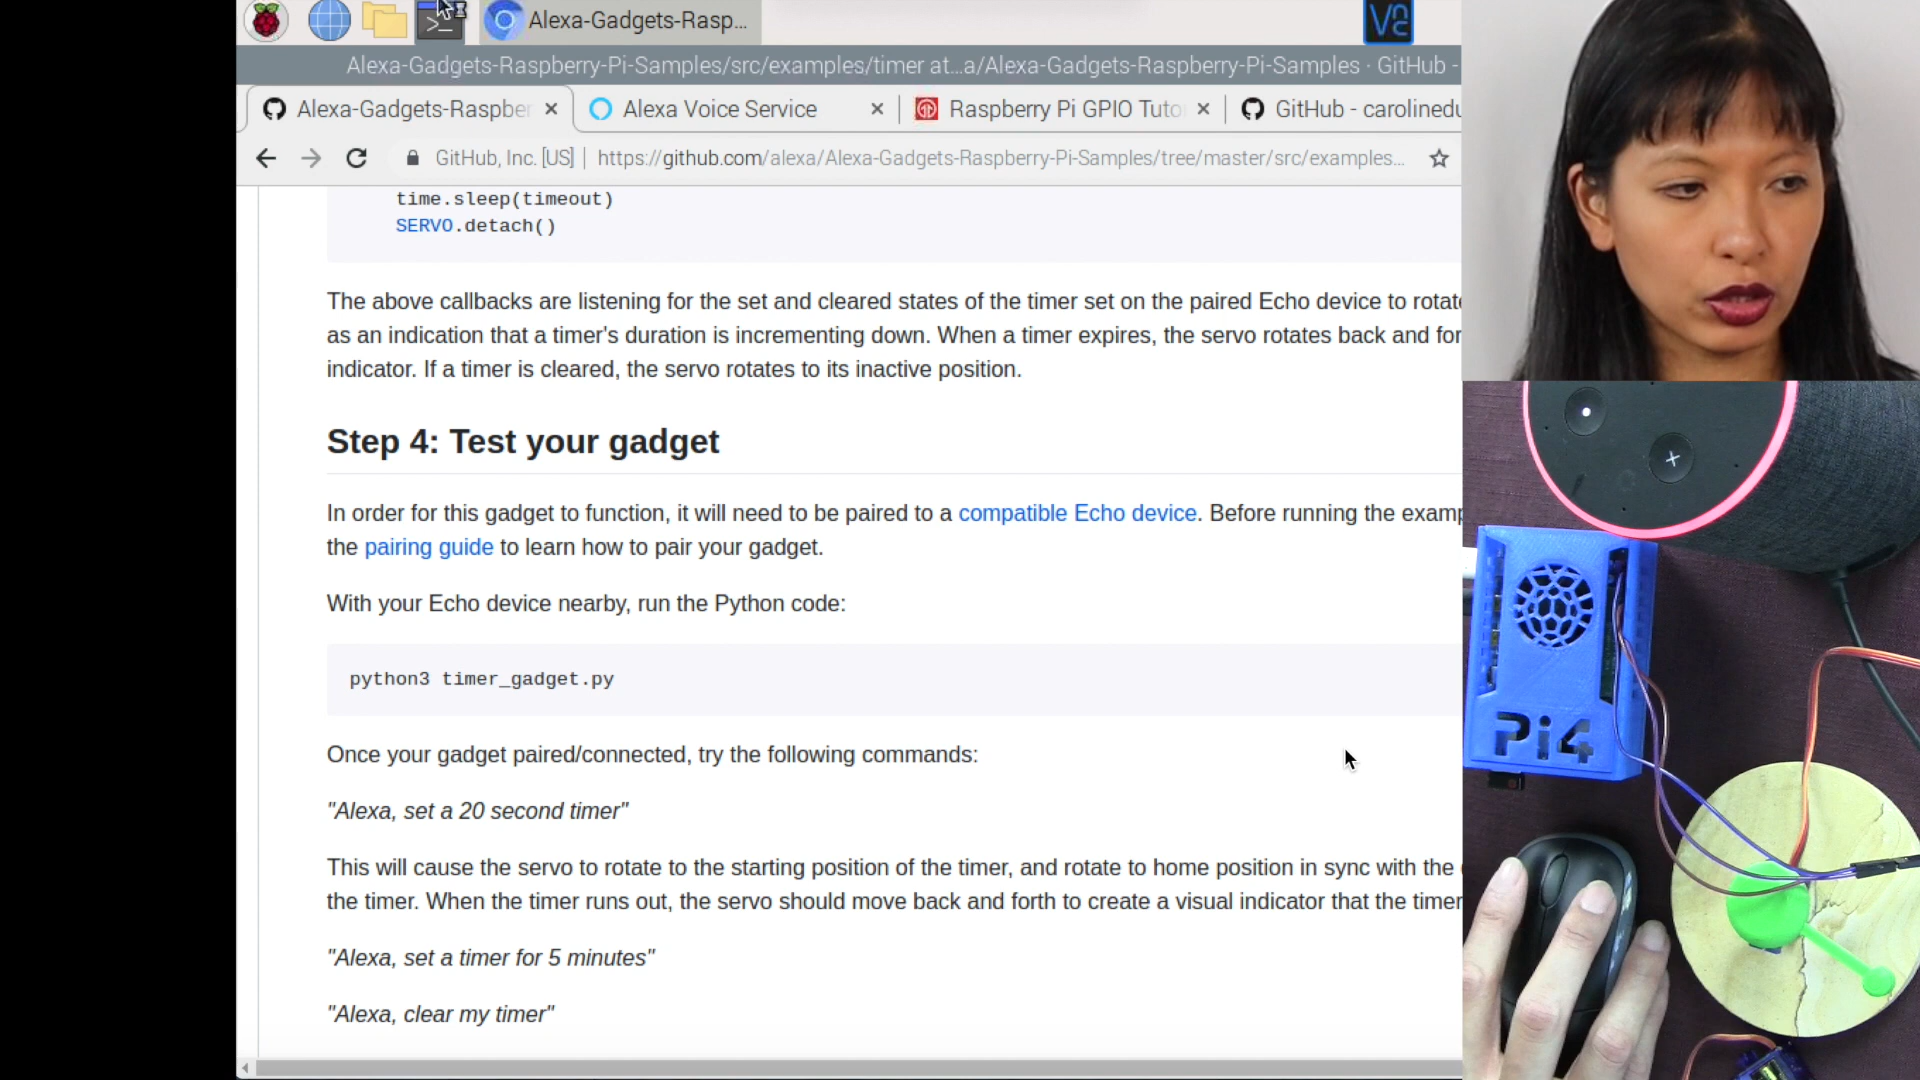 Alexa-Gadgets-Rasp...
Alexa-Gadgets-Raspberry-Pi-Samples/src/examples/timer at...a/Alexa-Gadgets-Raspberry-Pi-Samples · GitHub -
Alexa-Gadgets-Raspber
Alexa Voice Service
Raspberry Pi GPIO Tuto
GitHub - carolinedu
GitHub, Inc. [US] | https://github.com/alexa/Alexa-Gadgets-Raspberry-Pi-Samples/tree/master/src/examples...
time.sleep(timeout)
SERVO.detach()
The above callbacks are listening for the set and cleared states of the timer set on the paired Echo device to rotate
as an indication that a timer's duration is incrementing down. When a timer expires, the servo rotates back and for
indicator. If a timer is cleared, the servo rotates to its inactive position.
Step 4: Test your gadget
In order for this gadget to function, it will need to be paired to a compatible Echo device. Before running the examp
the pairing guide to learn how to pair your gadget.
With your Echo device nearby, run the Python code:
python3 timer_gadget.py
Once your gadget paired/connected, try the following commands:
"Alexa, set a 20 second timer"
This will cause the servo to rotate to the starting position of the timer, and rotate to home position in sync with the
the timer. When the timer runs out, the servo should move back and forth to create a visual indicator that the timer
"Alexa, set a timer for 5 minutes"
"Alexa, clear my timer"
Pi4